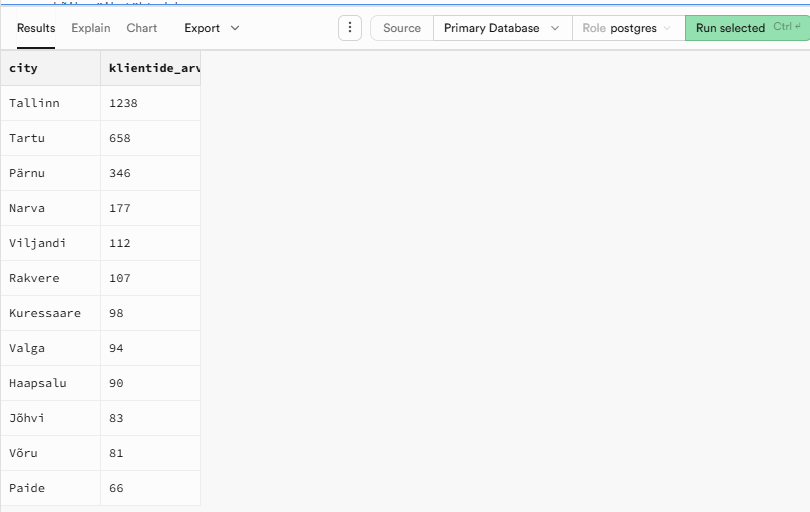 Results Explain Chart Export Source Primary Database Role postgres Run selected Ctrl ↵
city klientide_arv
Tallinn 1238
Tartu 658
Pärnu 346
Narva 177
Viljandi 112
Rakvere 107
Kuressaare 98
Valga 94
Haapsalu 90
Jõhvi 83
Võru 81
Paide 66